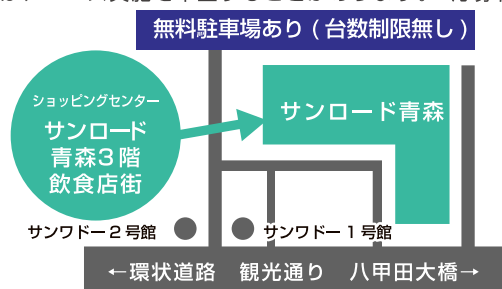 無料駐車場あり(台数制限無し)
ショッピングセンター
サンロード
青森3階
飲食店街
サンロード青森
サンワドー2号館
サンワドー1号館
←環状道路 観光通り 八甲田大橋→